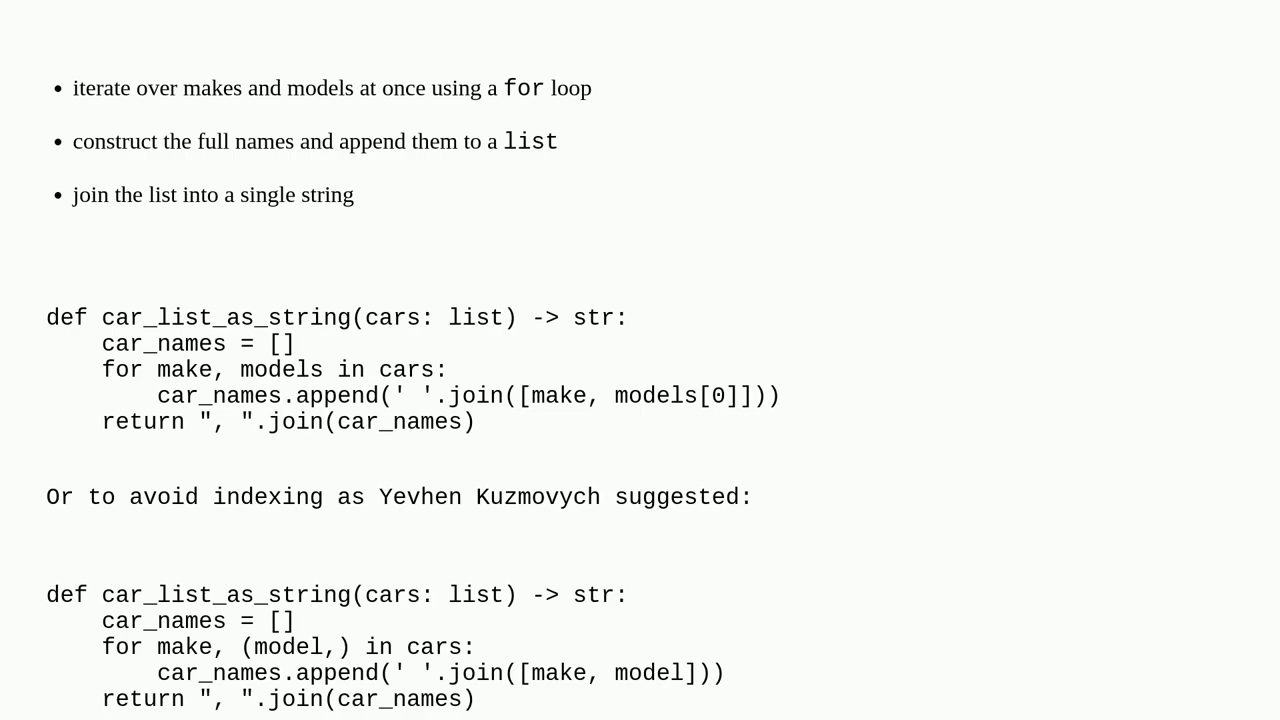 • iterate over makes and models at once using a for loop
• construct the full names and append them to a list
• join the list into a single string
def car_list_as_string(cars: list) -> str:
    car_names = []
    for make, models in cars:
        car_names.append(' '.join([make, models[0]]))
    return ", ".join(car_names)
Or to avoid indexing as Yevhen Kuzmovych suggested:
def car_list_as_string(cars: list) -> str:
    car_names = []
    for make, (model,) in cars:
        car_names.append(' '.join([make, model]))
    return ", ".join(car_names)